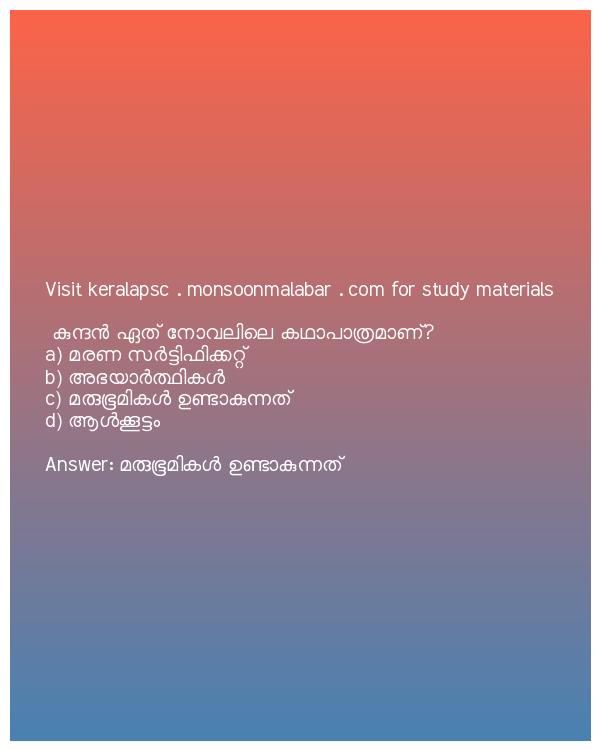 Visit keralapsc . monsoonmalabar . com for study materials
കുന്ദൻ ഏത് നോവലിലെ കഥാപാത്രമാണ്?
a) മരണ സർട്ടിഫിക്കറ്റ്
b) അഭയാർത്ഥികൾ
c) മരുഭൂമികൾ ഉണ്ടാകുന്നത്
d) ആൾക്കൂട്ടം
Answer: മരുഭൂമികൾ ഉണ്ടാകുന്നത്